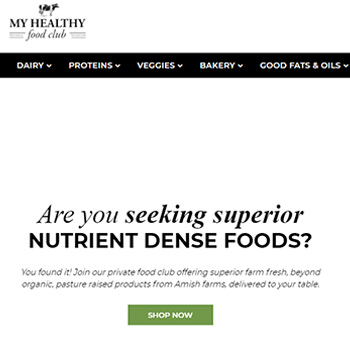 MY HEALTHY
food club
DAIRY PROTEINS VEGGIES BAKERY GOOD FATS & OILS
Are you seeking superior
NUTRIENT DENSE FOODS?
You found it! Join our private food club offering superior farm fresh, beyond
organic, pasture raised products from Amish farms, delivered to your table.
SHOP NOW